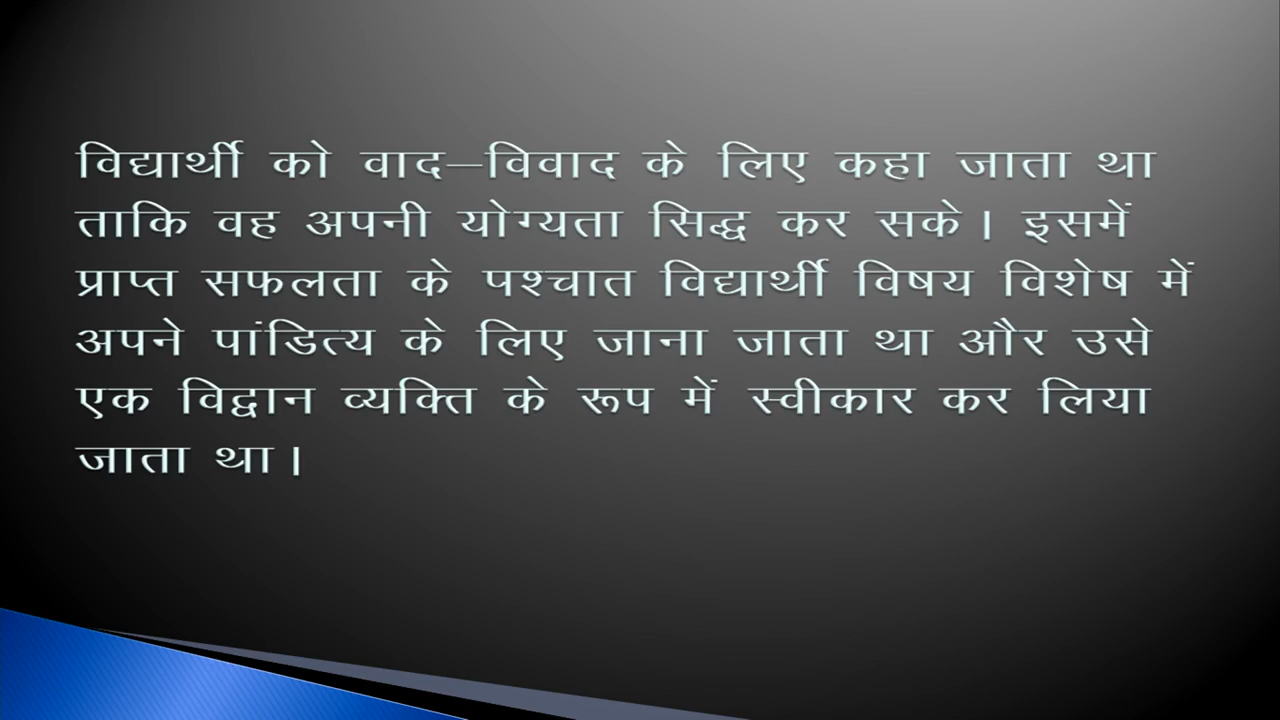 विद्यार्थी को वाद–विवाद के लिए कहा जाता था
ताकि वह अपनी योग्यता सिद्ध कर सके। इसमें
प्राप्त सफलता के पश्चात विद्यार्थी विषय विशेष में
अपने पांडित्य के लिए जाना जाता था और उसे
एक विद्वान व्यक्ति के रूप में स्वीकार कर लिया
जाता था।